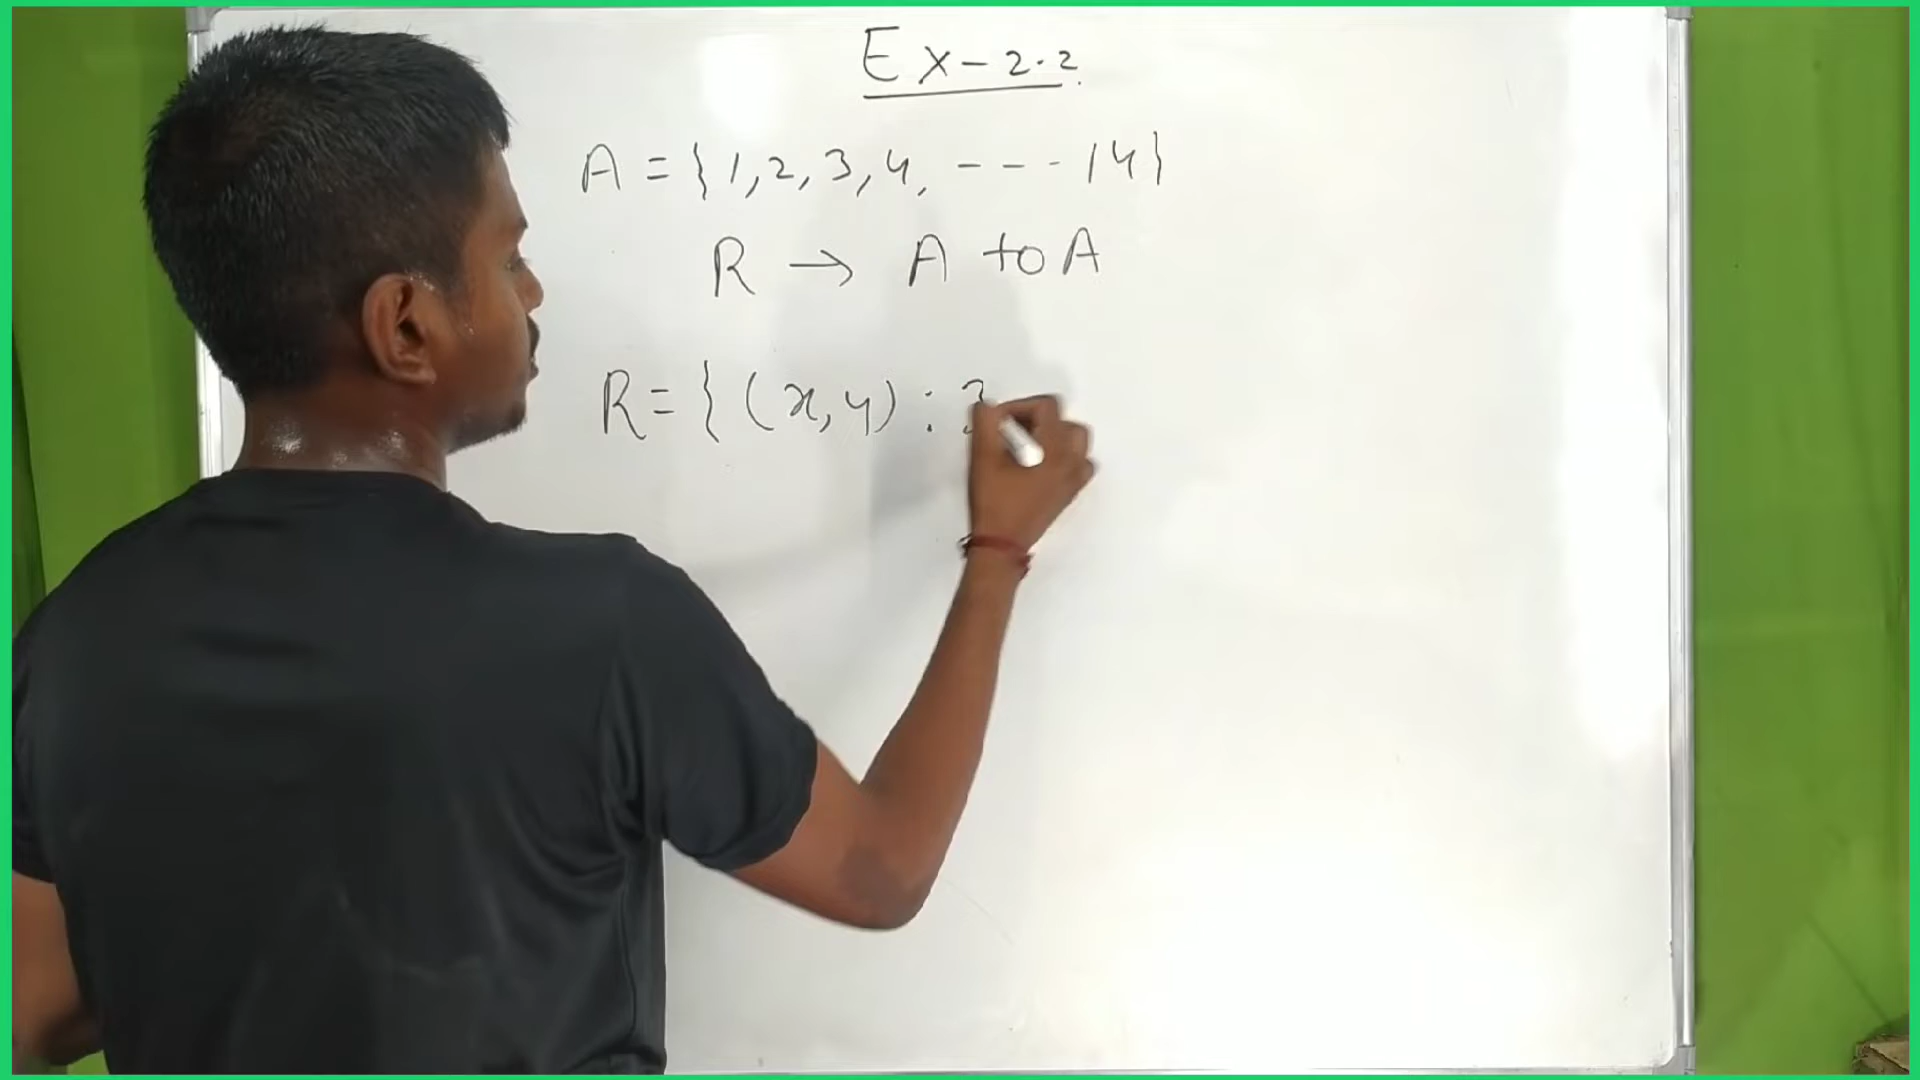 Ex-2.2.
A = {1,2,3,4, --- 14}
R → A to A
R = { (x,y) : 3